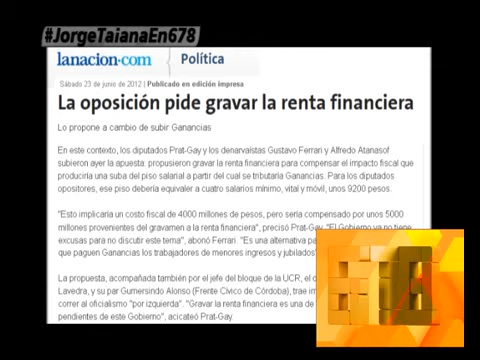 #JorgeTaianaEn678
lanacion.com Política
Sábado 23 de junio de 2012 | Publicado en edición impresa
La oposición pide gravar la renta financiera
Lo propone a cambio de subir Ganancias
En este contexto, los diputados Prat-Gay y los denarvaístas Gustavo Ferrari y Alfredo Atanasof
subieron ayer la apuesta: propusieron gravar la renta financiera para compensar el impacto fiscal que
produciría una suba del piso salarial a partir del cual se tributaría Ganancias. Para los diputados
opositores, ese piso debería equivaler a cuatro salarios mínimo, vital y móvil, unos 9200 pesos.
"Esto implicaría un costo fiscal de 4000 millones de pesos, pero sería compensado por unos 5000
millones provenientes del gravamen a la renta financiera", precisó Prat-Gay. "El Gobierno ya no tiene
excusas para no discutir este tema", abonó Ferrari. "Es una alternativa
que paguen Ganancias los trabajadores de menores ingresos y jubilados"
La propuesta, acompañada también por el jefe del bloque de la UCR, el
Lavedra, y su par Gumersindo Alonso (Frente Cívico de Córdoba), trae
correr al oficialismo "por izquierda". "Gravar la renta financiera es una de
pendientes de este Gobierno", acicateó Prat-Gay.